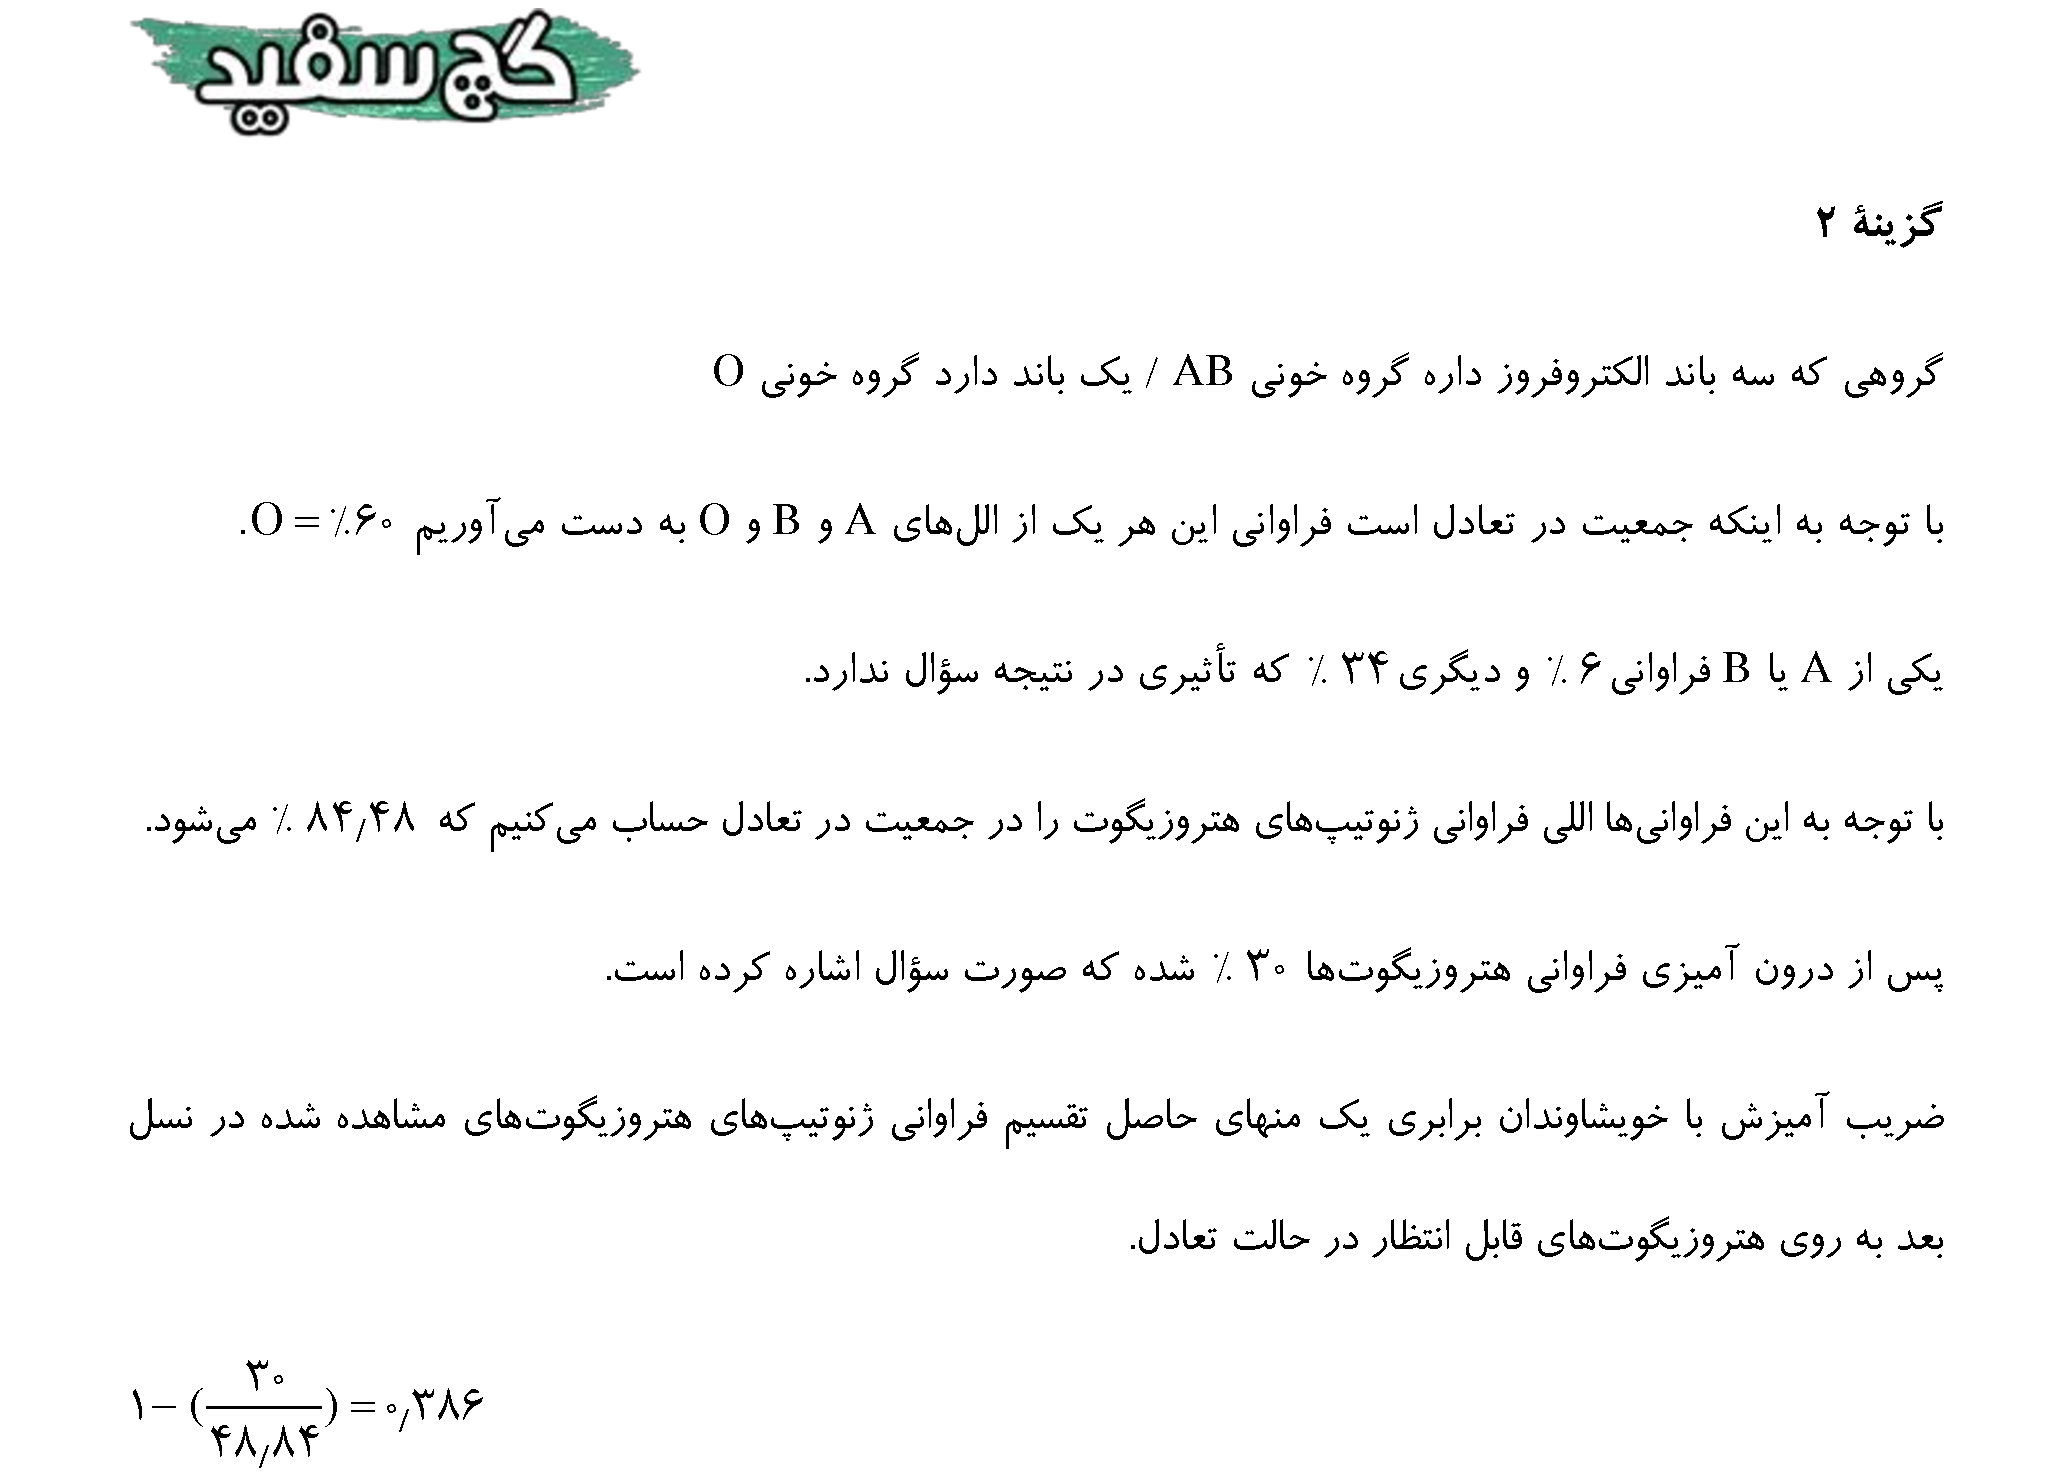 گچ سفید
گزینهٔ ۲
گروهی که سه باند الکتروفروز داره گروه خونی AB / یک باند دارد گروه خونی O
با توجه به اینکه جمعیت در تعادل است فراوانی این هر یک از الل‌های A و B و O به دست می‌آوریم O = ٪۶۰.
یکی از A یا B فراوانی ۶ ٪ و دیگری ۳۴ ٪ که تأثیری در نتیجه سؤال ندارد.
با توجه به این فراوانی‌ها اللی فراوانی ژنوتیپ‌های هتروزیگوت را در جمعیت در تعادل حساب می‌کنیم که ۸۴٫۴۸ ٪ می‌شود.
پس از درون آمیزی فراوانی هتروزیگوت‌ها ۳۰ ٪ شده که صورت سؤال اشاره کرده است.
ضریب آمیزش با خویشاوندان برابری یک منهای حاصل تقسیم فراوانی ژنوتیپ‌های هتروزیگوت‌های مشاهده شده در نسل
بعد به روی هتروزیگوت‌های قابل انتظار در حالت تعادل.
۱ − (۳۰ / ۴۸٫۸۴) = ۰٫۳۸۶